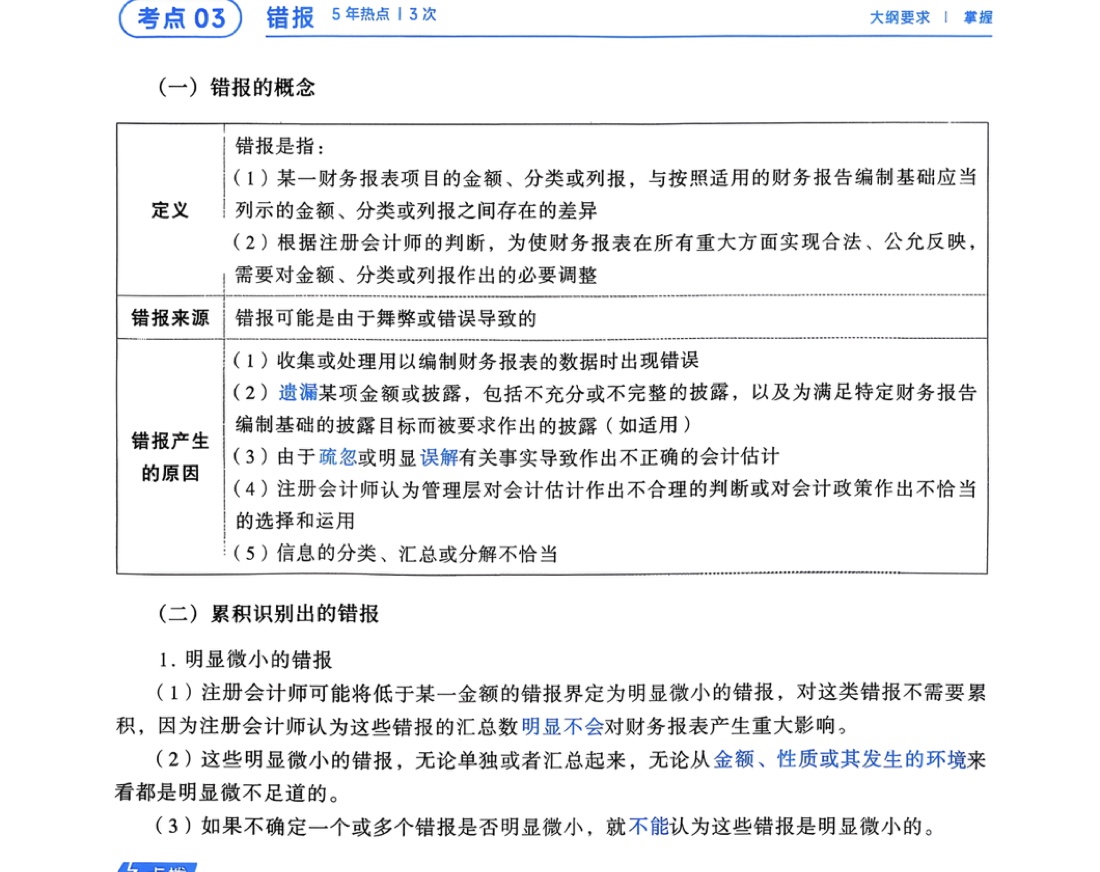 考点 03 错报 5年热点 | 3次 大纲要求 | 掌握
（一）错报的概念
定义
错报是指：
（1）某一财务报表项目的金额、分类或列报，与按照适用的财务报告编制基础应当
列示的金额、分类或列报之间存在的差异
（2）根据注册会计师的判断，为使财务报表在所有重大方面实现合法、公允反映，
需要对金额、分类或列报作出的必要调整
错报来源
错报可能是由于舞弊或错误导致的
错报产生
的原因
（1）收集或处理用以编制财务报表的数据时出现错误
（2）遗漏某项金额或披露，包括不充分或不完整的披露，以及为满足特定财务报告
编制基础的披露目标而被要求作出的披露（如适用）
（3）由于疏忽或明显误解有关事实导致作出不正确的会计估计
（4）注册会计师认为管理层对会计估计作出不合理的判断或对会计政策作出不恰当
的选择和运用
（5）信息的分类、汇总或分解不恰当
（二）累积识别出的错报
1. 明显微小的错报
（1）注册会计师可能将低于某一金额的错报界定为明显微小的错报，对这类错报不需要累
积，因为注册会计师认为这些错报的汇总数明显不会对财务报表产生重大影响。
（2）这些明显微小的错报，无论单独或者汇总起来，无论从金额、性质或其发生的环境来
看都是明显微不足道的。
（3）如果不确定一个或多个错报是否明显微小，就不能认为这些错报是明显微小的。